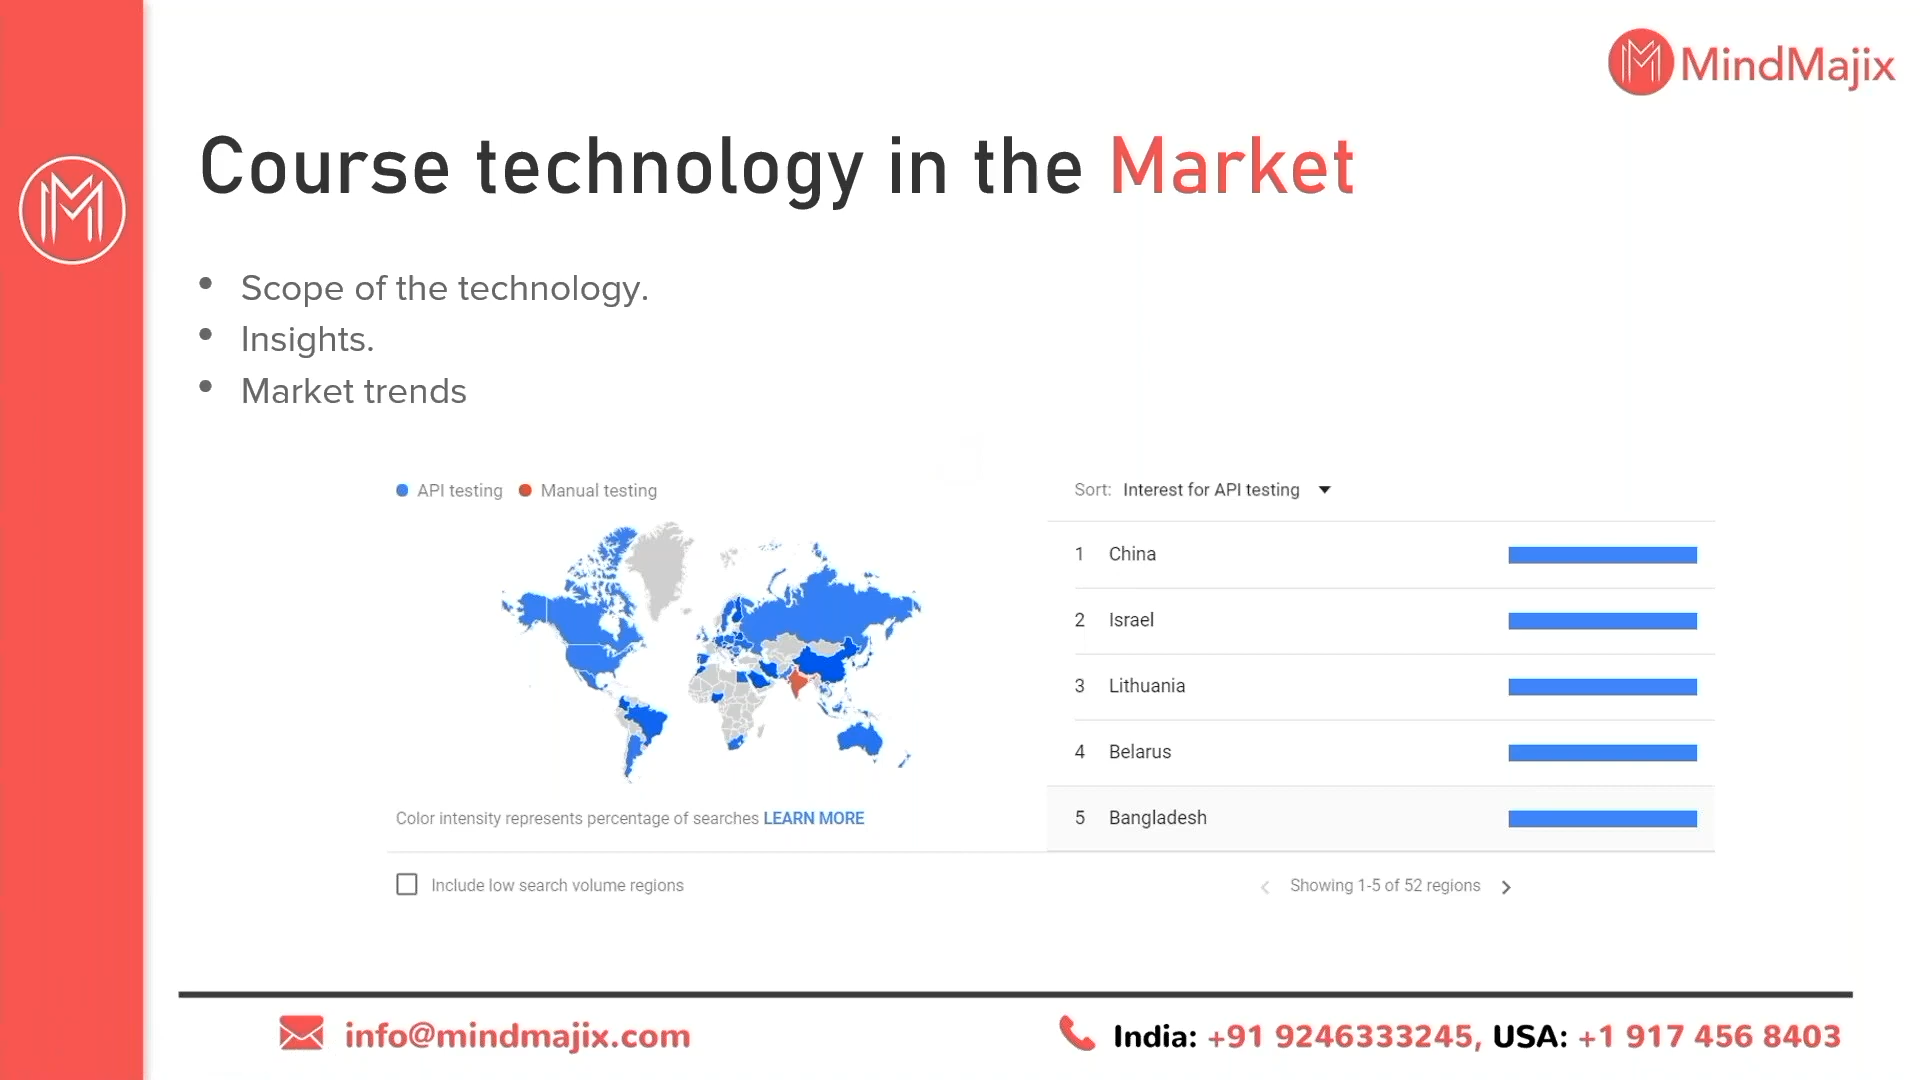 MindMajix
Course technology in the Market
• Scope of the technology.
• Insights.
• Market trends
API testing Manual testing
Color intensity represents percentage of searches LEARN MORE
Include low search volume regions
Sort: Interest for API testing
1 China
2 Israel
3 Lithuania
4 Belarus
5 Bangladesh
Showing 1-5 of 52 regions
info@mindmajix.com
India: +91 9246333245, USA: +1 917 456 8403